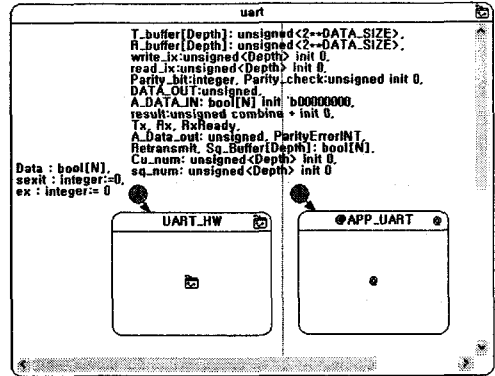 uart
T_buffer[Depth]: unsigned<2**DATA_SIZE>,
R_buffer[Depth]: unsigned<2**DATA_SIZE>,
write_ix:unsigned<Depth> init 0,
read_ix:unsigned<Depth> init 0,
Parity_bit:integer, Parity_check:unsigned init 0,
DATA_OUT:unsigned,
A_DATA_IN: bool[N] init 'b00000000,
result:unsigned combine + init 0,
Tx, Rx, RxReady,
A_Data_out: unsigned, ParityErrorINT,
Retransmit, Sq_Buffer[Depth]: bool[N],
Cu_num: unsigned<Depth> init 0
sq_num: unsigned<Depth> init 0
Data : bool[N],
sexit : integer:=0,
ex : integer:= 0
UART_HW
@APP_UART @
@